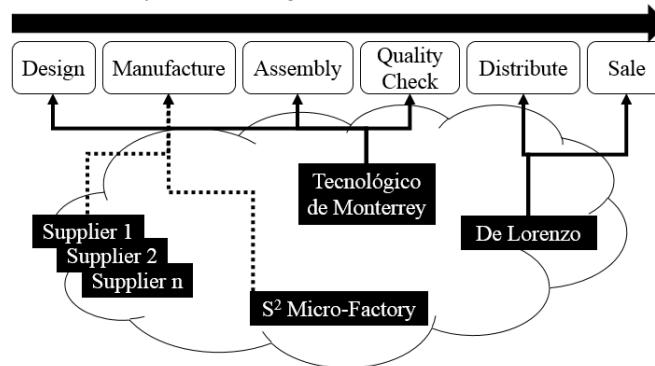 Design
Manufacture
Assembly
Quality
Check
Distribute
Sale
Tecnológico
de Monterrey
Supplier 1
Supplier 2
Supplier n
De Lorenzo
S² Micro-Factory